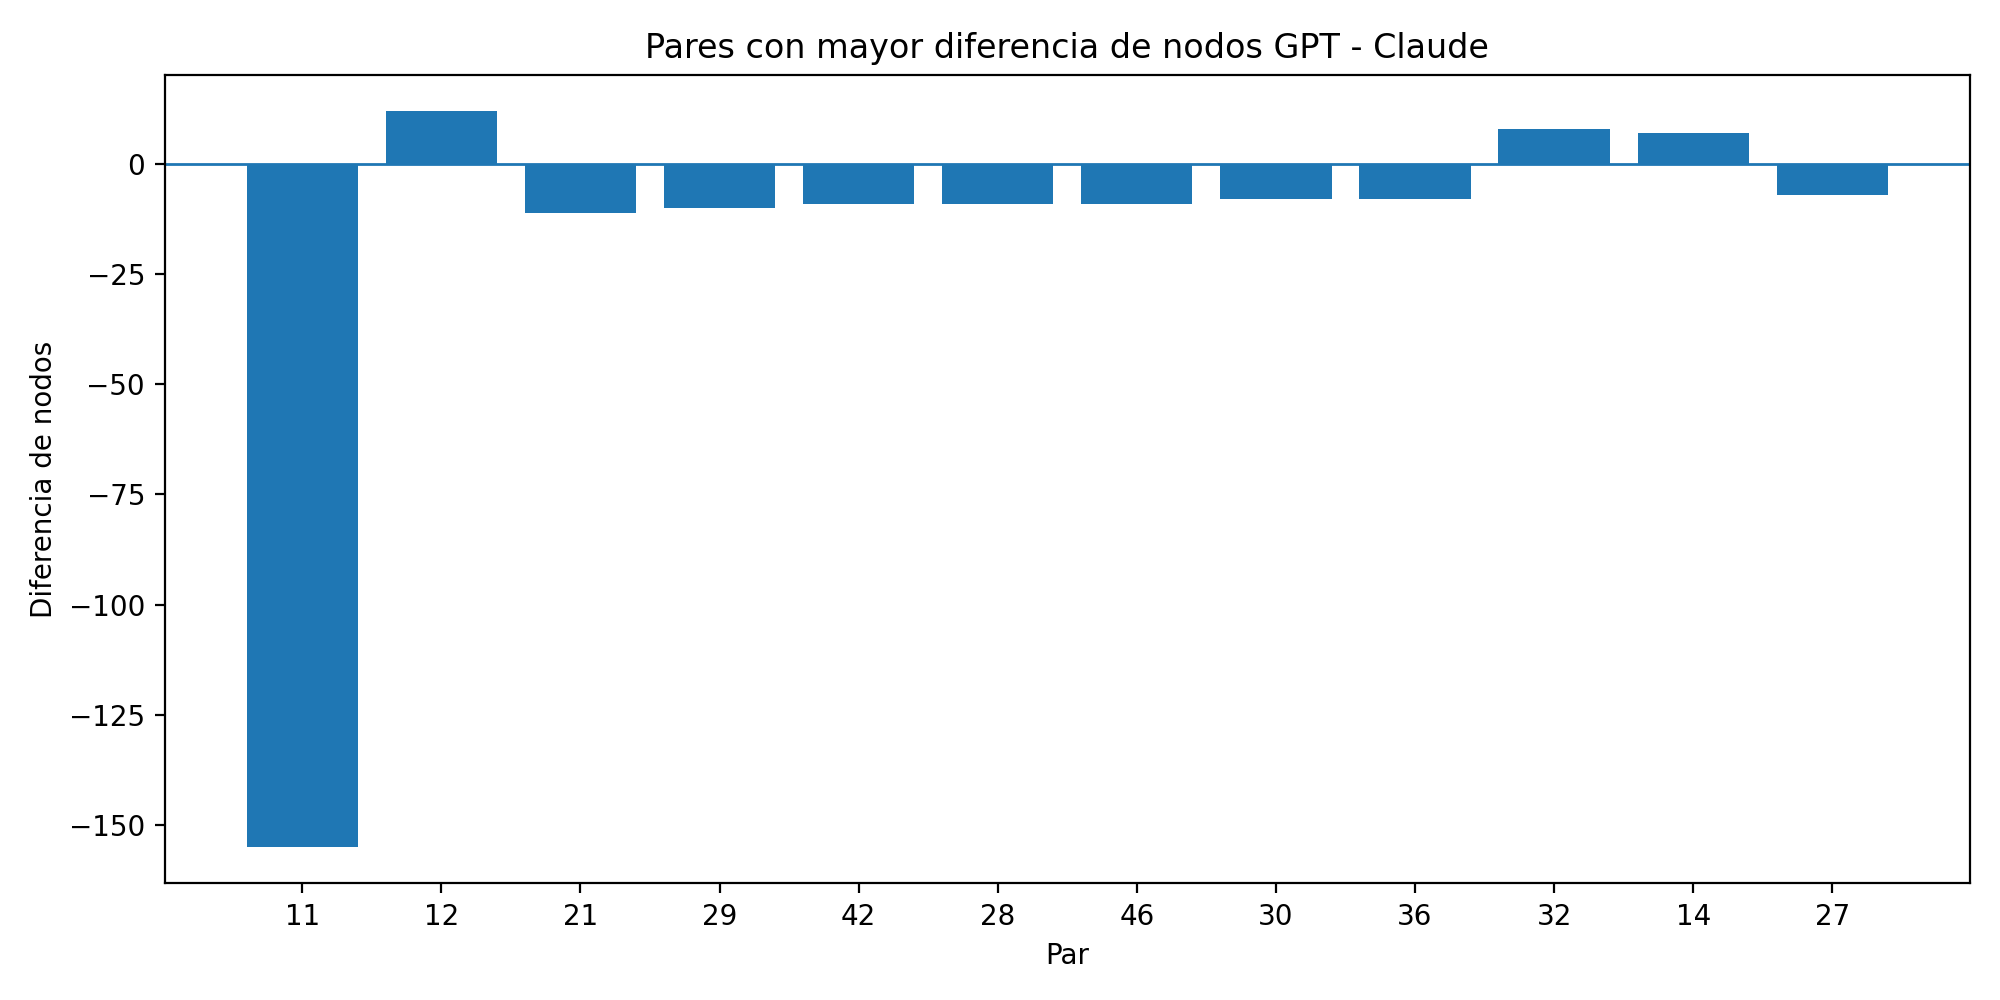 Pares con mayor diferencia de nodos GPT - Claude
Diferencia de nodos
0
−25
−50
−75
−100
−125
−150
11 12 21 29 42 28 46 30 36 32 14 27
Par